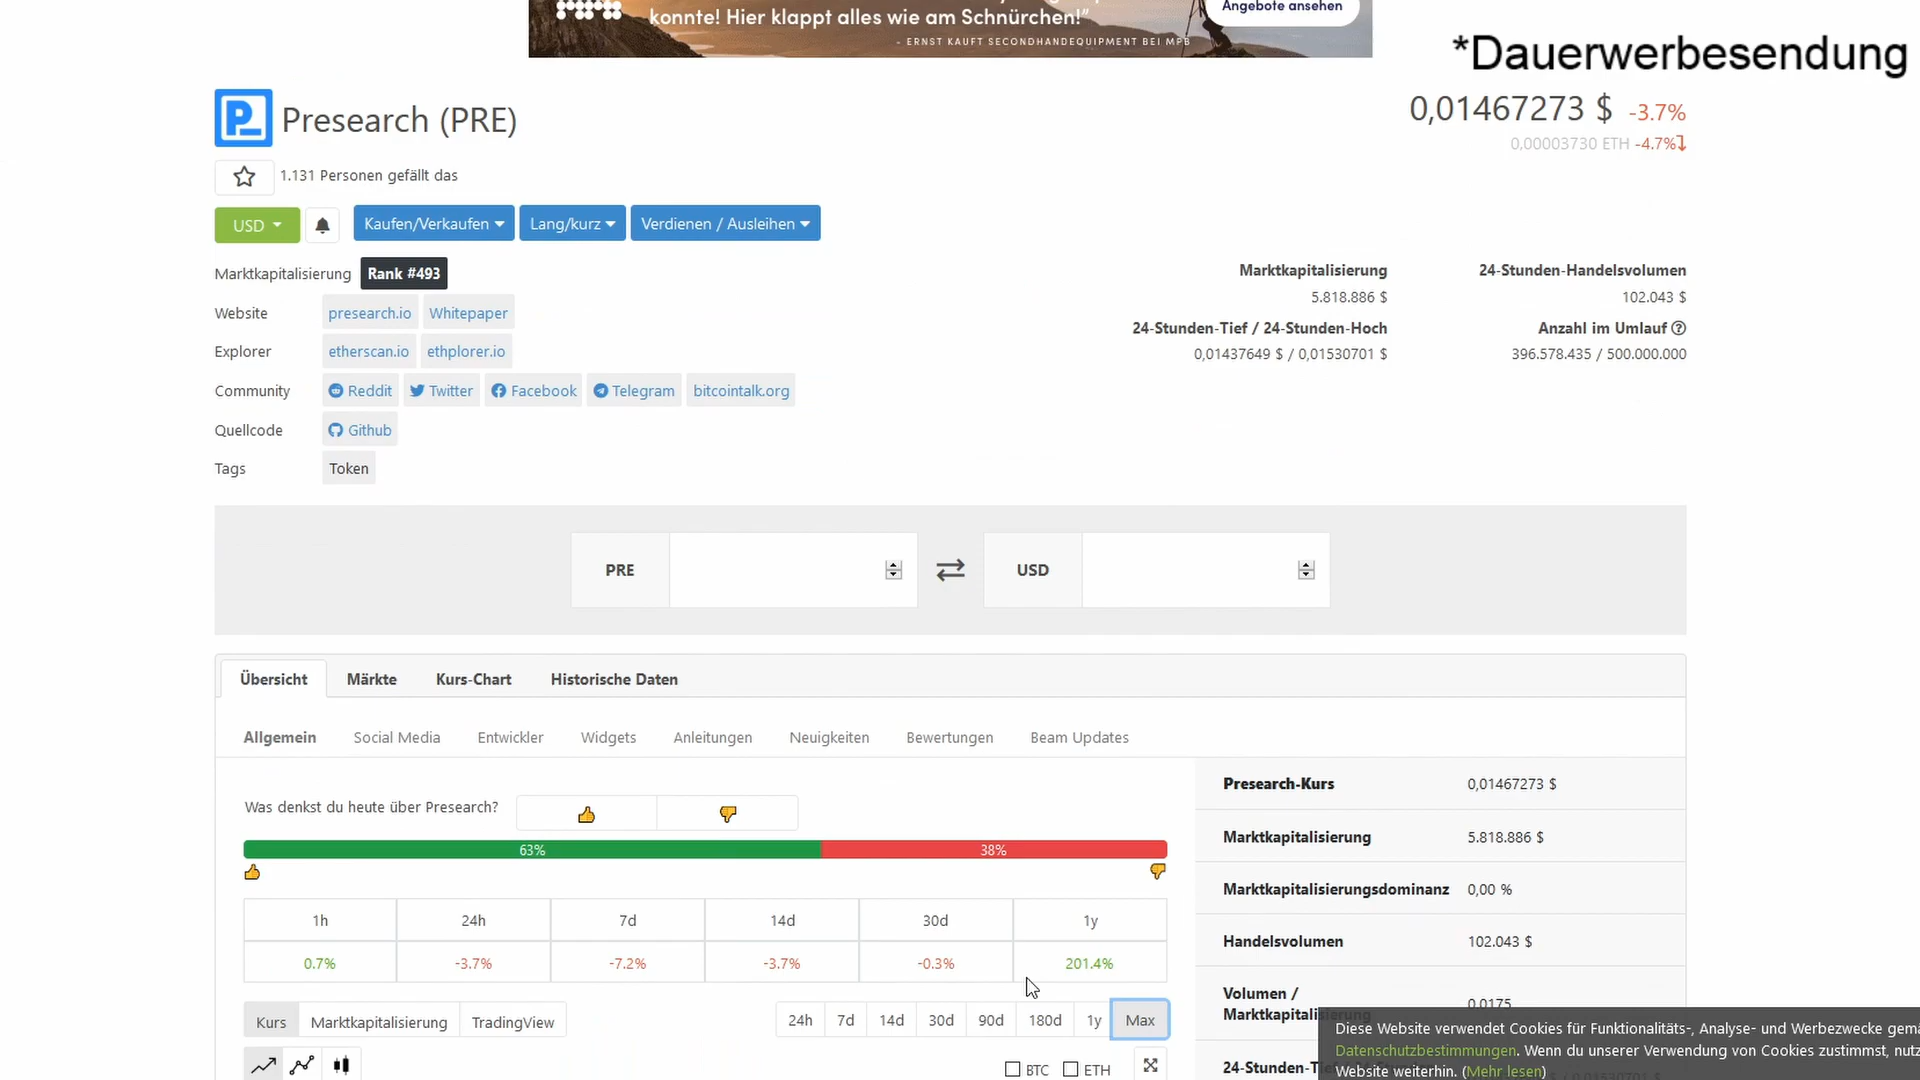 konnte! Hier klappt alles wie am Schnürchen!"
Angebote ansehen
- ERNST KAUFT SECONDHANDEQUIPMENT BEI MPB
*Dauerwerbesendung
Presearch (PRE)
0,01467273 $ -3.7%
0,00003730 ETH -4.7%
1.131 Personen gefällt das
USD
Kaufen/Verkaufen
Lang/kurz
Verdienen / Ausleihen
Marktkapitalisierung Rank #493
Website presearch.io Whitepaper
Explorer etherscan.io ethplorer.io
Community Reddit Twitter Facebook Telegram bitcointalk.org
Quellcode Github
Tags Token
Marktkapitalisierung
5.818.886 $
24-Stunden-Handelsvolumen
102.043 $
24-Stunden-Tief / 24-Stunden-Hoch
0,01437649 $ / 0,01530701 $
Anzahl im Umlauf
396.578.435 / 500.000.000
PRE
USD
Übersicht Märkte Kurs-Chart Historische Daten
Allgemein Social Media Entwickler Widgets Anleitungen Neuigkeiten Bewertungen Beam Updates
Was denkst du heute über Presearch?
63% 38%
1h 24h 7d 14d 30d 1y
0.7% -3.7% -7.2% -3.7% -0.3% 201.4%
Kurs Marktkapitalisierung TradingView
24h 7d 14d 30d 90d 180d 1y Max
BTC ETH
Presearch-Kurs 0,01467273 $
Marktkapitalisierung 5.818.886 $
Marktkapitalisierungsdominanz 0,00 %
Handelsvolumen 102.043 $
Volumen /
Marktkapitalisierung
0.0175
24-Stunden-Tief
Diese Website verwendet Cookies für Funktionalitäts-, Analyse- und Werbezwecke gemä
Datenschutzbestimmungen. Wenn du unserer Verwendung von Cookies zustimmst, nutz
Website weiterhin. (Mehr lesen)